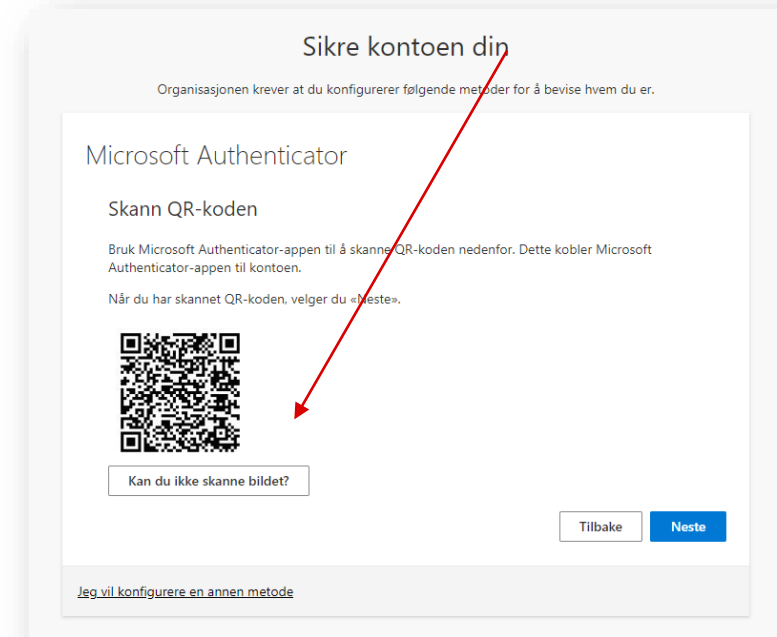 Sikre kontoen din
Organisasjonen krever at du konfigurerer følgende metoder for å bevise hvem du er.
Microsoft Authenticator
Skann QR-koden
Bruk Microsoft Authenticator-appen til å skanne QR-koden nedenfor. Dette kobler Microsoft
Authenticator-appen til kontoen.
Når du har skannet QR-koden, velger du «Neste».
Kan du ikke skanne bildet?
Tilbake
Neste
Jeg vil konfigurere en annen metode